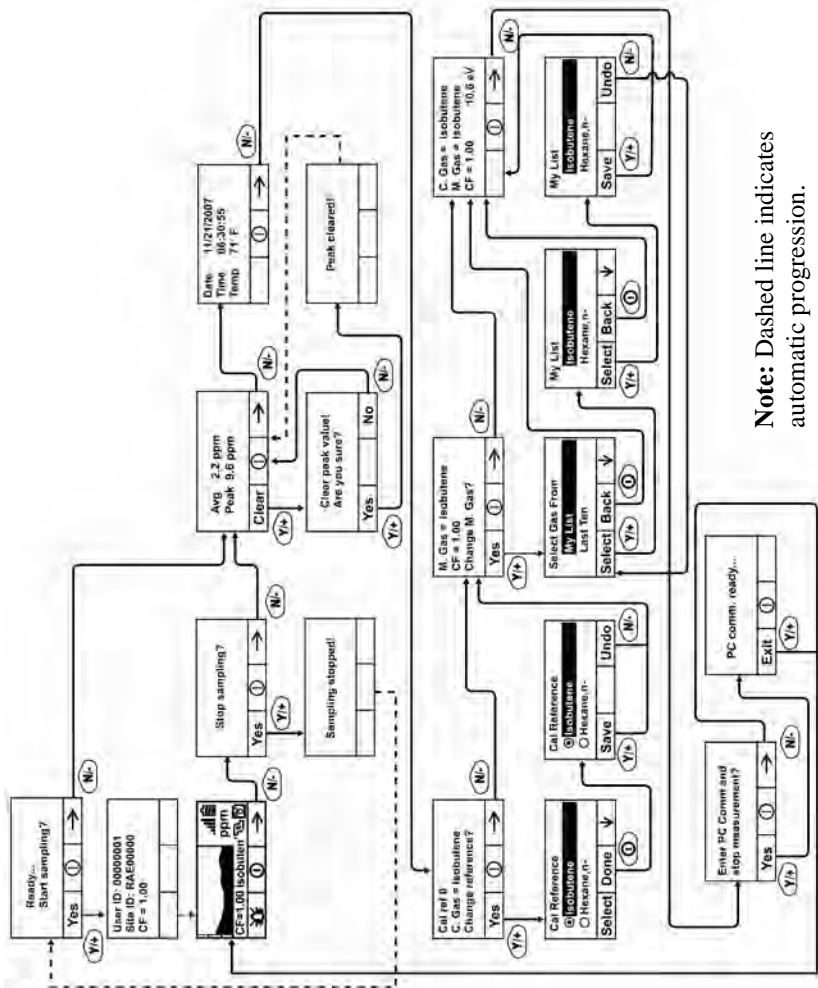 Ready...
Start sampling?
Yes
Y/+
N/-
User ID: 00000001
Site ID: RAE00000
CF = 1.00
ppm
CF=1.00 Isobuten
N/-
Stop sampling?
Yes
Y/+
N/-
Sampling stopped!
Avg. 2.2 ppm
Peak 9.6 ppm
Clear
Y/+
N/-
Clear peak value!
Are you sure?
Yes No
Y/+
N/-
Date 11/21/2007
Time 06:30:55
Temp 71° F
N/-
Peak cleared!
Cal ref 0
C. Gas = Isobutene
Change reference?
Yes
Y/+
N/-
Cal Reference
Isobutene
Hexane,n-
Select Done
Cal Reference
Isobutene
Hexane,n-
Save Undo
Y/+
N/-
M. Gas = Isobutene
CF = 1.00
Change M. Gas?
Yes
Y/+
N/-
Select Gas From
My List
Last Ten
Select Back
Y/+
My List
Isobutene
Hexane,n-
Select Back
Y/+
My List
Isobutene
Hexane,n-
Save Undo
Y/+
N/-
C. Gas = Isobutene
M. Gas = Isobutene
CF = 1.00 10.6 eV
N/-
Enter PC Comm and
stop measurement?
Yes
Y/+
N/-
PC comm. ready...
Exit
Y/+
Note: Dashed line indicates
automatic progression.